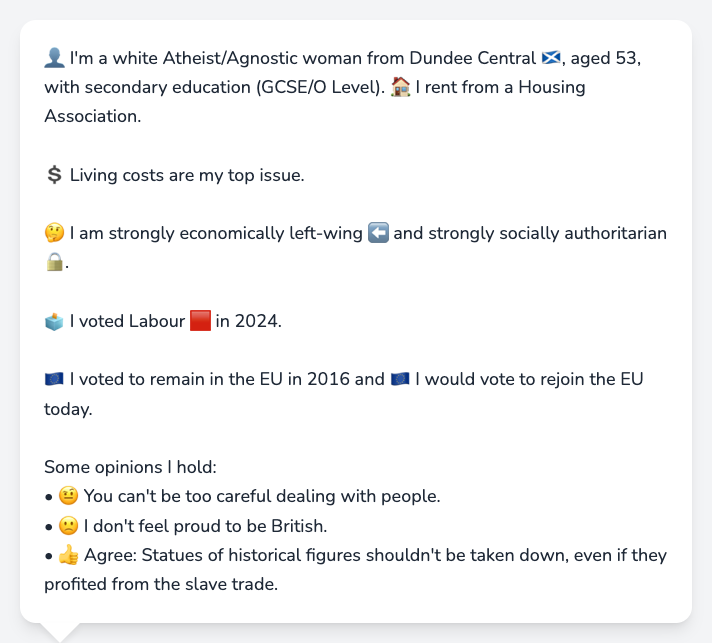 👤 I'm a white Atheist/Agnostic woman from Dundee Central 🏴󠁧󠁢󠁳󠁣󠁴󠁿, aged 53,
with secondary education (GCSE/O Level). 🏠 I rent from a Housing
Association.
💲 Living costs are my top issue.
🤔 I am strongly economically left-wing ⬅️ and strongly socially authoritarian
🔒.
🗳️ I voted Labour 🟥 in 2024.
🇪🇺 I voted to remain in the EU in 2016 and 🇪🇺 I would vote to rejoin the EU
today.
Some opinions I hold:
• 🤨 You can't be too careful dealing with people.
• 🙁 I don't feel proud to be British.
• 👍 Agree: Statues of historical figures shouldn't be taken down, even if they
profited from the slave trade.